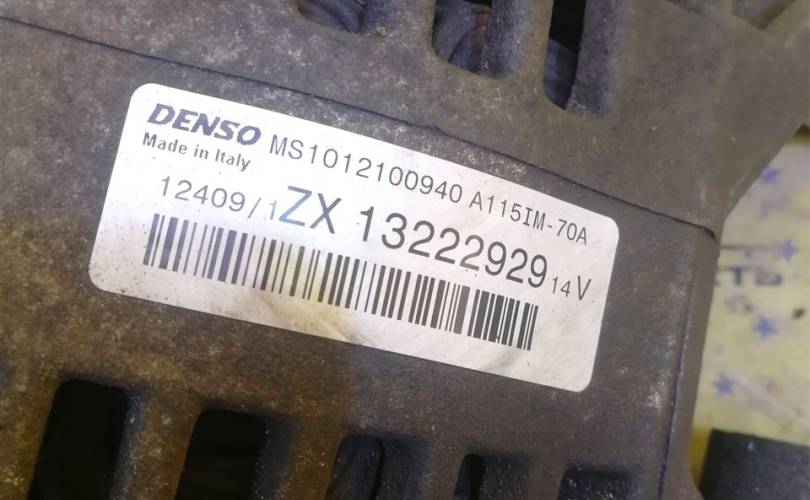 DENSO MS1012100940 A115IM-70A
Made in Italy
12409/1ZX 13222929 14V